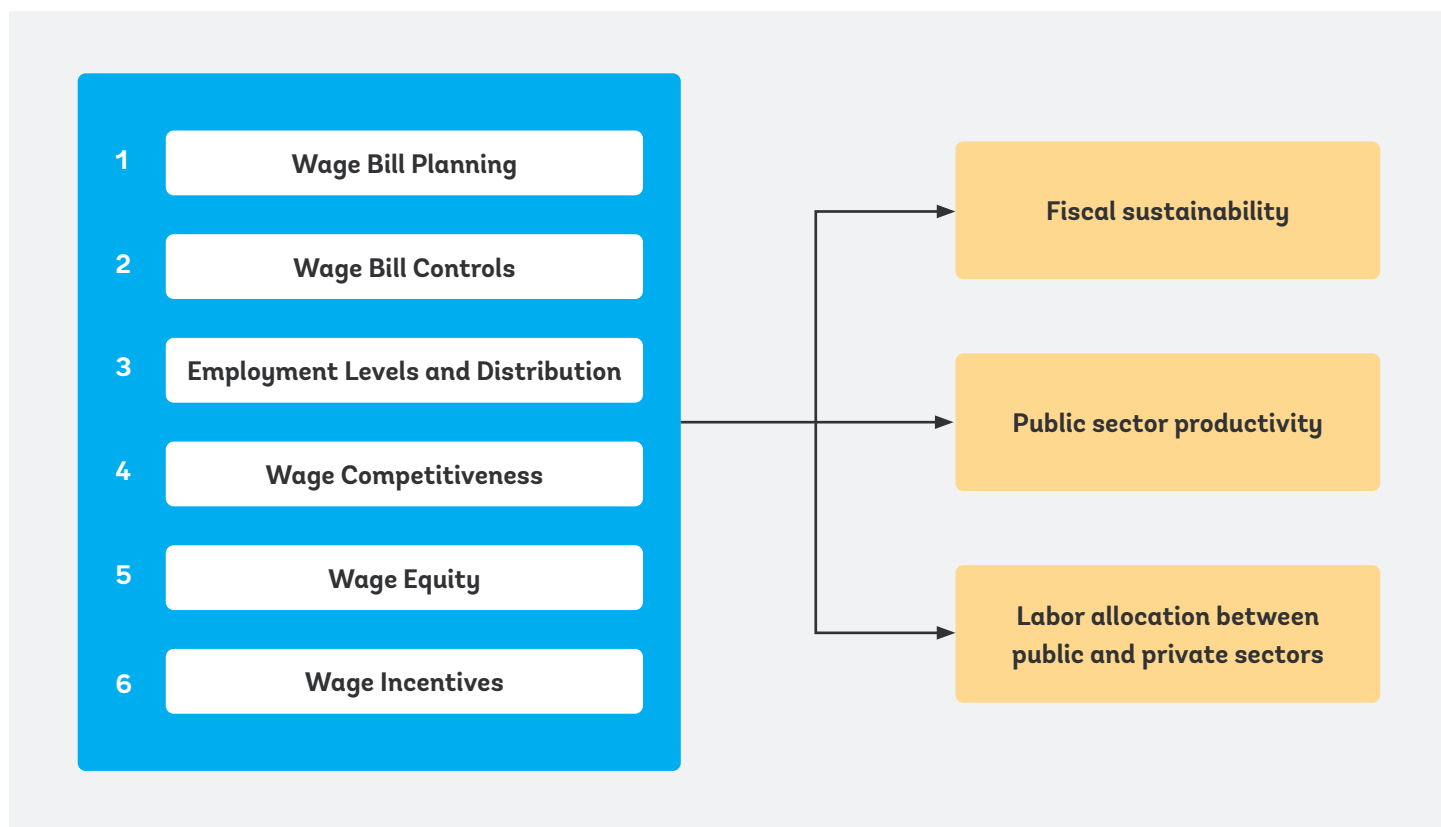 1
Wage Bill Planning
2
Wage Bill Controls
3
Employment Levels and Distribution
4
Wage Competitiveness
5
Wage Equity
6
Wage Incentives
Fiscal sustainability
Public sector productivity
Labor allocation between
public and private sectors